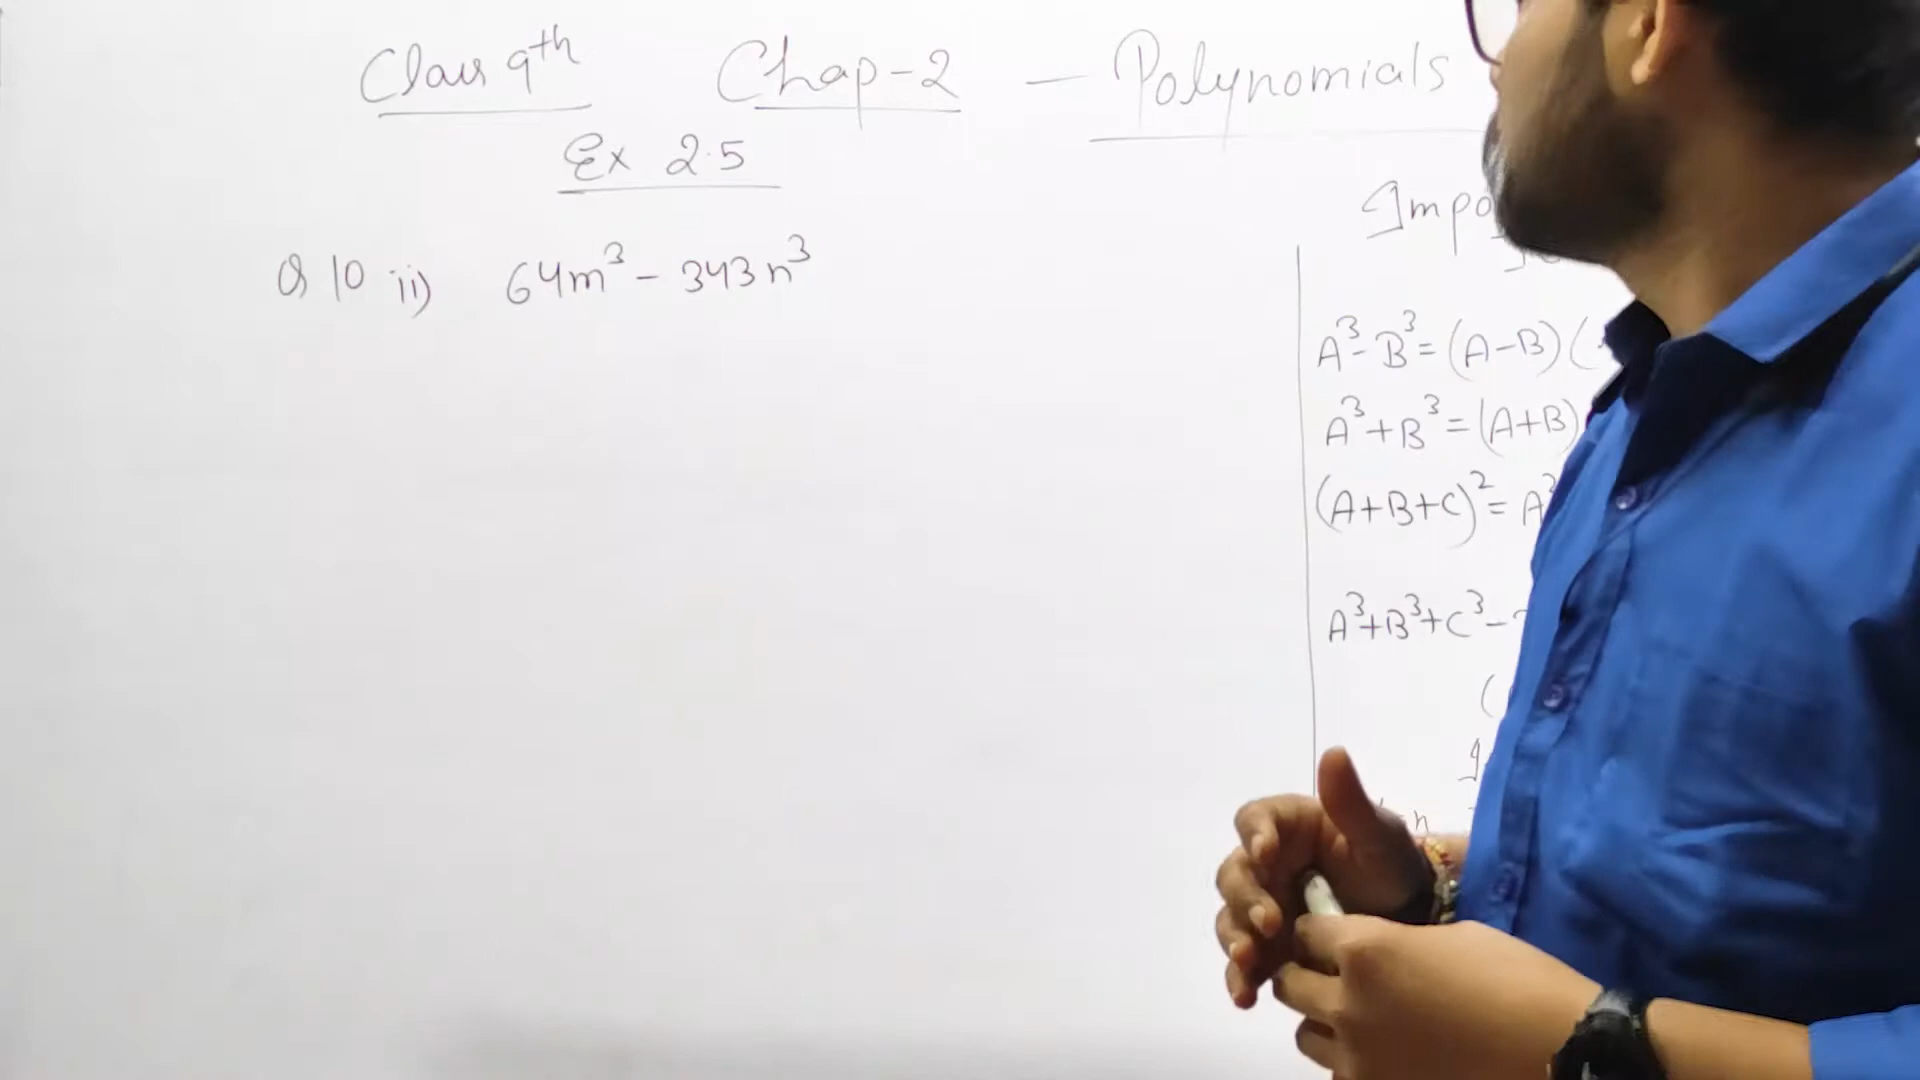 Class 9th Chap-2 — Polynomials
Ex 2.5
Q 10 ii) 64m³ - 343n³
A³ - B³ = (A-B) (
A³ + B³ = (A+B)
(A+B+C)² = A²
A³+B³+C³-
(